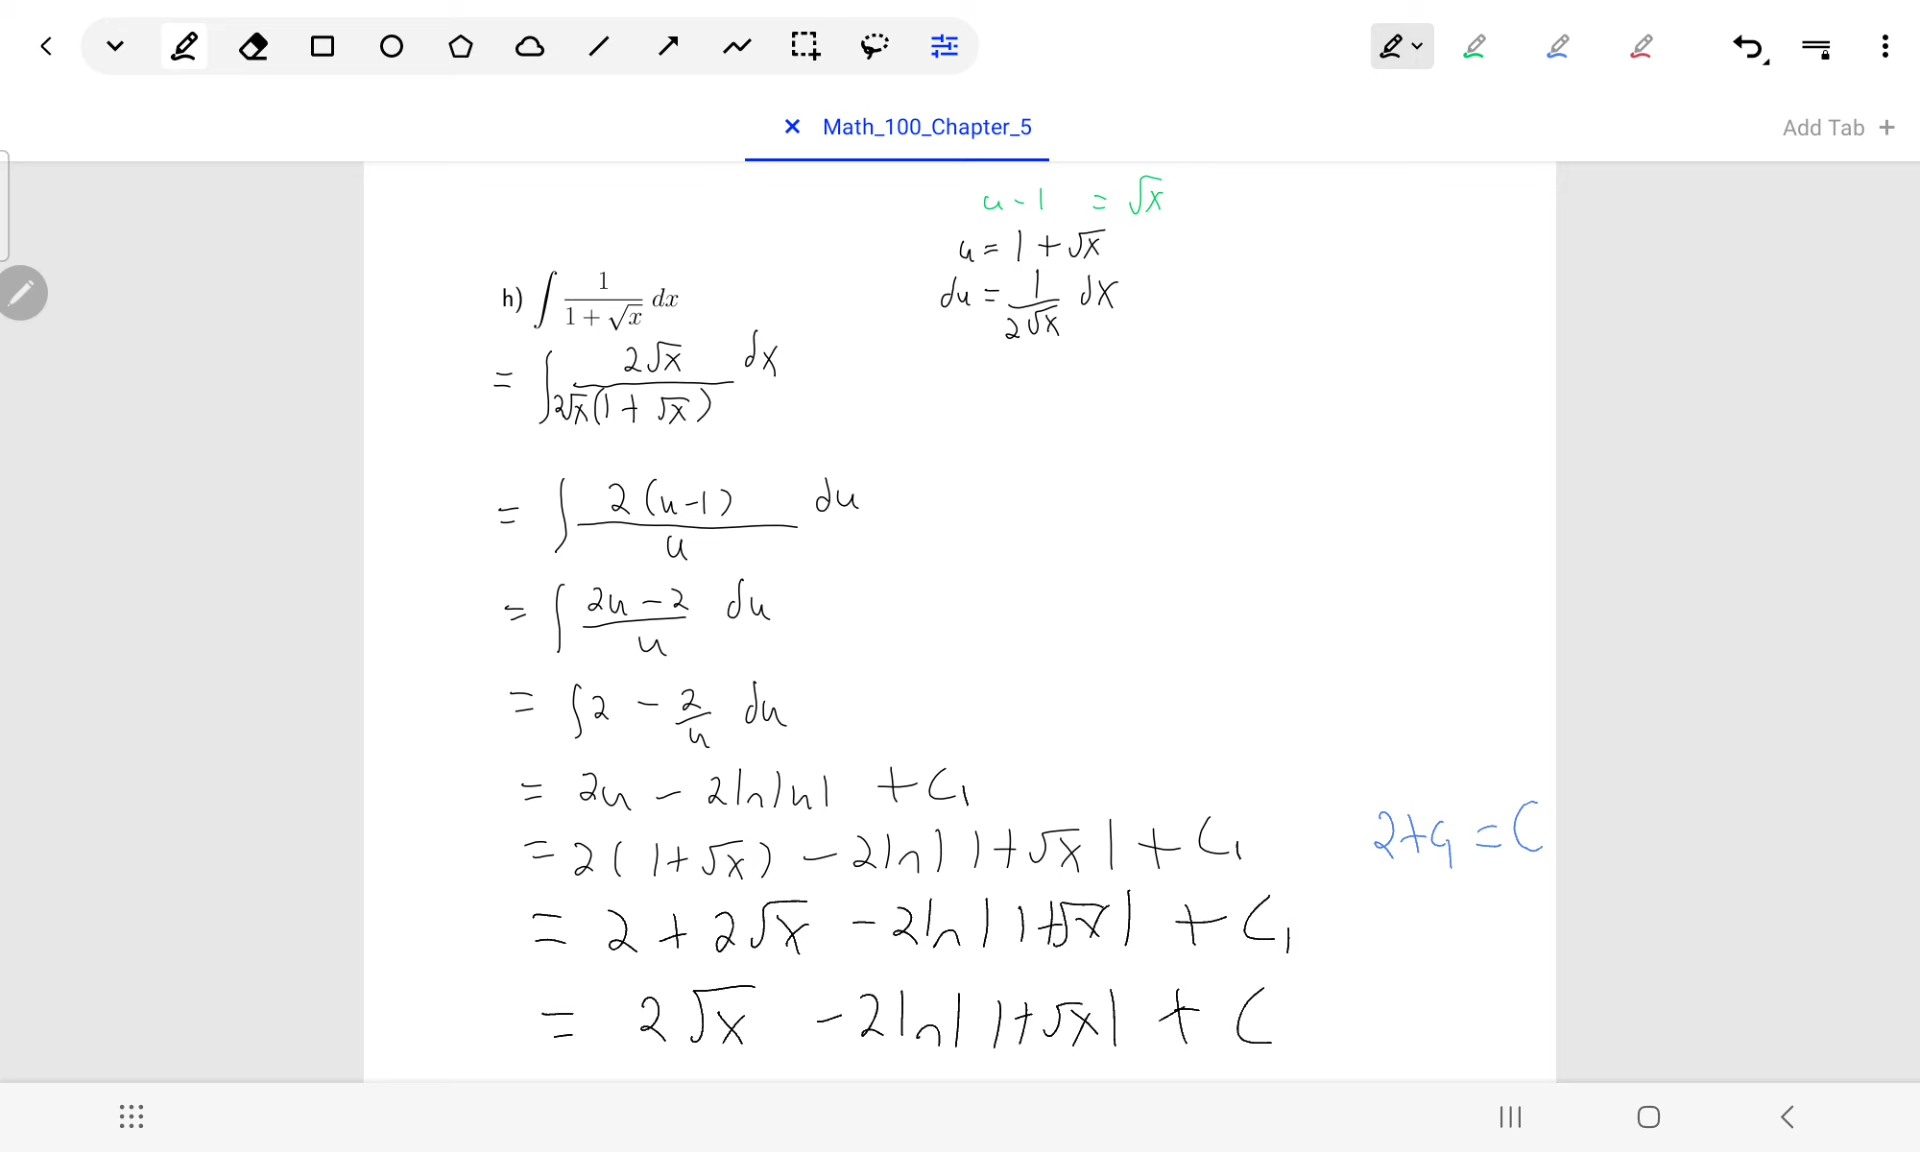 Math_100_Chapter_5
Add Tab +
u - 1 = √x
u = 1 + √x
du = 1/(2√x) dx
h) ∫ 1/(1 + √x) dx
= ∫ 2√x/(2√x(1 + √x)) dx
= ∫ 2(u-1)/u du
= ∫ (2u - 2)/u du
= ∫ 2 - 2/u du
= 2u - 2ln|u| + C₁
= 2(1+√x) - 2ln|1+√x| + C₁
2+C₁ = C
= 2 + 2√x - 2ln|1+√x| + C₁
= 2√x - 2ln|1+√x| + C